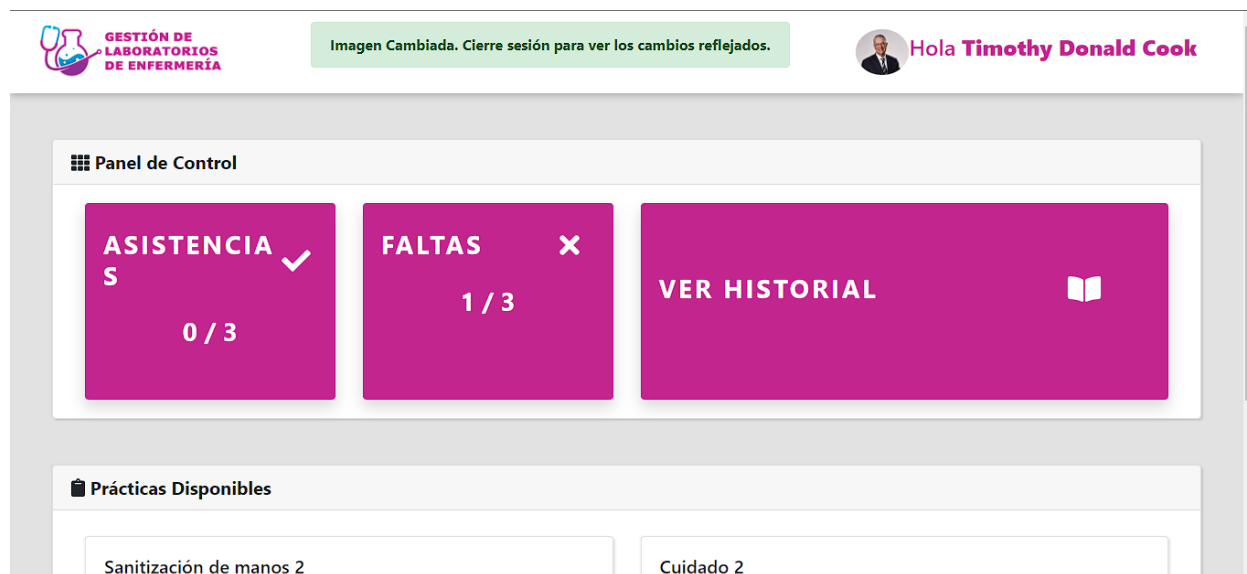 GESTIÓN DE
LABORATORIOS
DE ENFERMERÍA
Imagen Cambiada. Cierre sesión para ver los cambios reflejados.
Hola Timothy Donald Cook
Panel de Control
ASISTENCIA
S
0 / 3
FALTAS
1 / 3
VER HISTORIAL
Prácticas Disponibles
Sanitización de manos 2
Cuidado 2